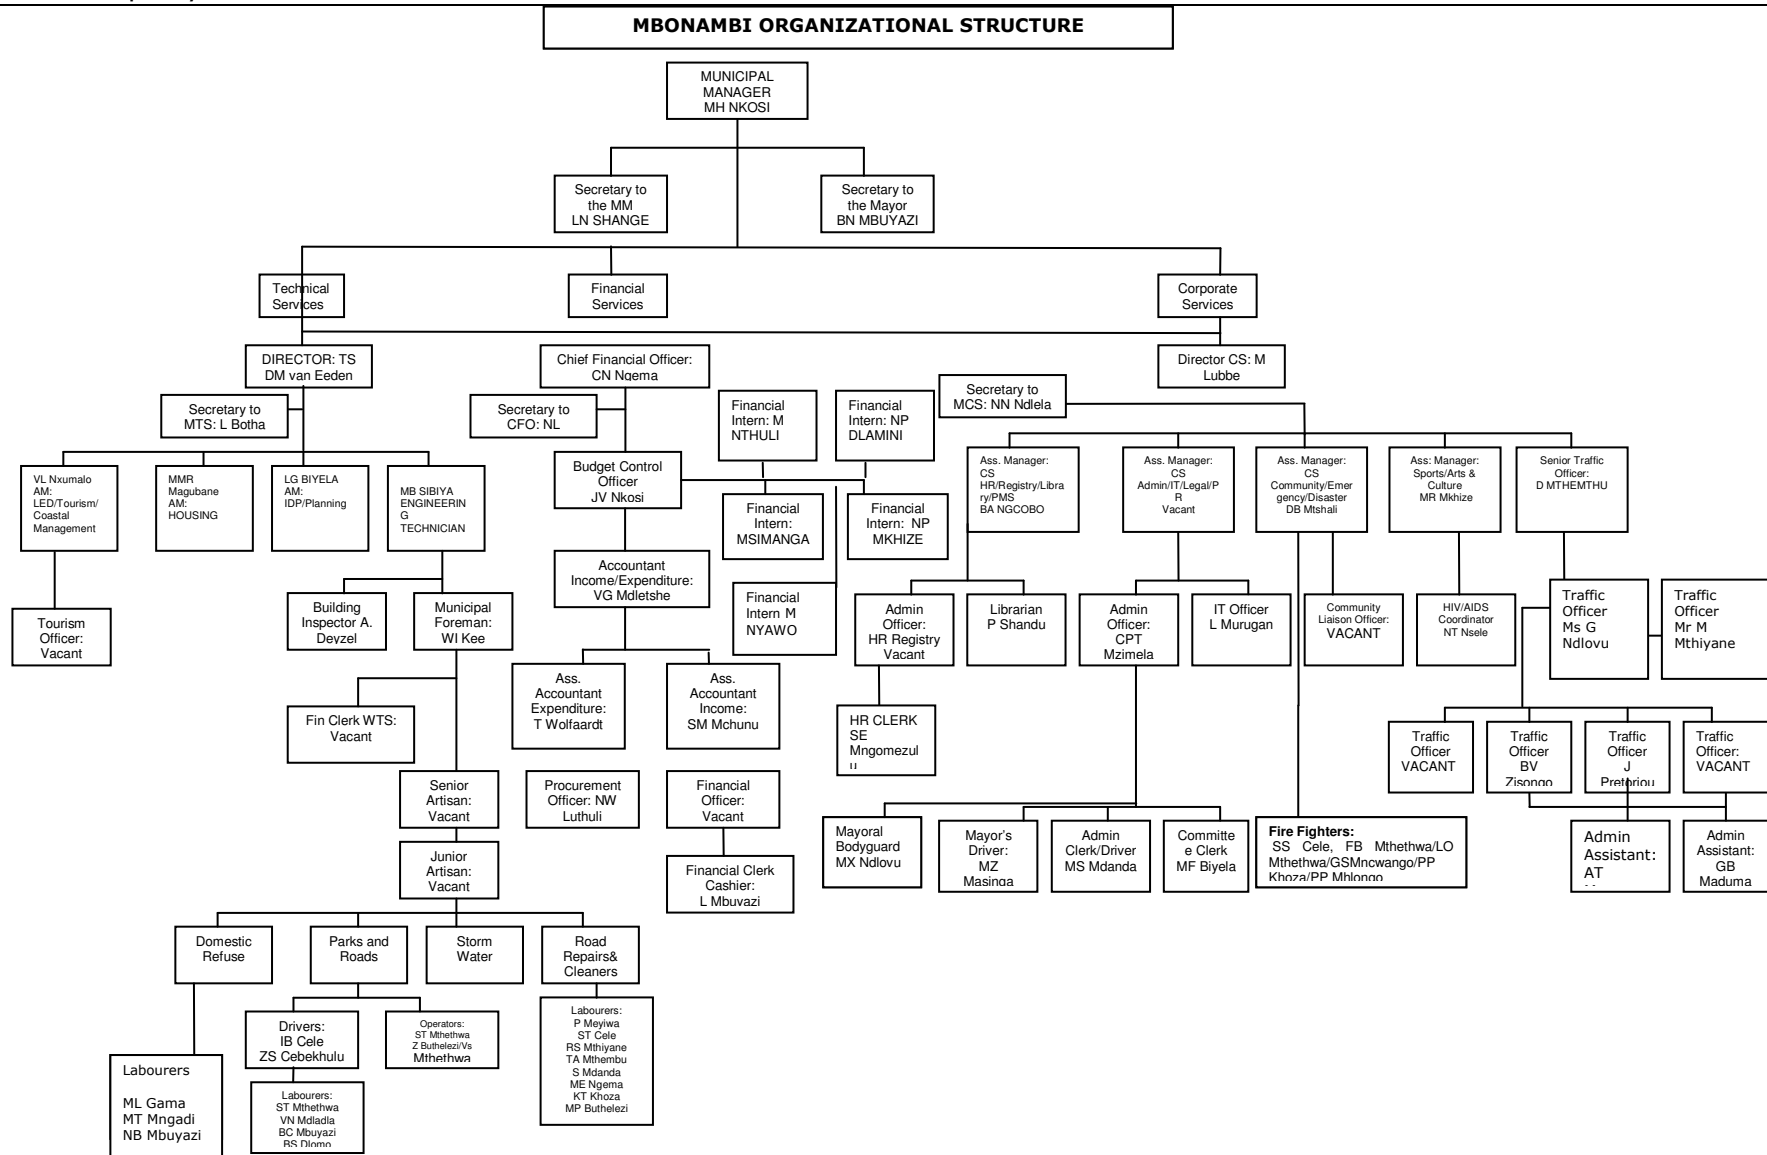 MBONAMBI ORGANIZATIONAL STRUCTURE
MUNICIPAL
MANAGER
MH NKOSI
Secretary to
the MM
LN SHANGE
Secretary to
the Mayor
BN MBUYAZI
Technical
Services
Financial
Services
Corporate
Services
DIRECTOR: TS
DM van Eeden
Chief Financial Officer:
CN Ngema
Director CS: M
Lubbe
Secretary to
MTS: L Botha
Secretary to
CFO: NL
Financial
Intern: M
NTHULI
Financial
Intern: NP
DLAMINI
Secretary to
MCS: NN Ndlela
VL Nxumalo
AM:
LED/Tourism/
Coastal
Management
MMR
Magubane
AM:
HOUSING
LG BIYELA
AM:
IDP/Planning
MB SIBIYA
ENGINEERIN
G
TECHNICIAN
Budget Control
Officer
JV Nkosi
Financial
Intern:
MSIMANGA
Financial
Intern: NP
MKHIZE
Ass. Manager:
CS
HR/Registry/Libra
ry/PMS
BA NGCOBO
Ass. Manager:
CS
Admin/IT/Legal/P
R
Vacant
Ass. Manager:
CS
Community/Emer
gency/Disaster
DB Mtshali
Ass: Manager:
Sports/Arts &
Culture
MR Mkhize
Senior Traffic
Officer:
D MTHEMTHU
Tourism
Officer:
Vacant
Building
Inspector A.
Deyzel
Municipal
Foreman:
WI Kee
Accountant
Income/Expenditure:
VG Mdletshe
Financial
Intern M
NYAWO
Admin
Officer:
HR Registry
Vacant
Librarian
P Shandu
Admin
Officer:
CPT
Mzimela
IT Officer
L Murugan
Community
Liaison Officer:
VACANT
HIV/AIDS
Coordinator
NT Nsele
Traffic
Officer
Ms G
Ndlovu
Traffic
Officer
Mr M
Mthiyane
Fin Clerk WTS:
Vacant
Ass.
Accountant
Expenditure:
T Wolfaardt
Ass.
Accountant
Income:
SM Mchunu
HR CLERK
SE
Mngomezul
u
Traffic
Officer
VACANT
Traffic
Officer
BV
Zisongo
Traffic
Officer
J
Pretoriou
Traffic
Officer:
VACANT
Senior
Artisan:
Vacant
Procurement
Officer: NW
Luthuli
Financial
Officer:
Vacant
Mayoral
Bodyguard
MX Ndlovu
Mayor's
Driver:
MZ
Masinga
Admin
Clerk/Driver
MS Mdanda
Committe
e Clerk
MF Biyela
Fire Fighters:
SS Cele, FB Mthethwa/LO
Mthethwa/GSMncwango/PP
Khoza/PP Mhlongo
Admin
Assistant:
AT
Admin
Assistant:
GB
Maduma
Junior
Artisan:
Vacant
Financial Clerk
Cashier:
L Mbuvazi
Domestic
Refuse
Parks and
Roads
Storm
Water
Road
Repairs&
Cleaners
Labourers

ML Gama
MT Mngadi
NB Mbuyazi
Drivers:
IB Cele
ZS Cebekhulu
Operators:
ST Mthethwa
Z Buthelezi/Vs
Mthethwa
Labourers:
P Meyiwa
ST Cele
RS Mthiyane
TA Mthembu
S Mdanda
ME Ngema
KT Khoza
MP Buthelezi
Labourers:
ST Mthethwa
VN Mdladla
BC Mbuyazi
BS Dlomo